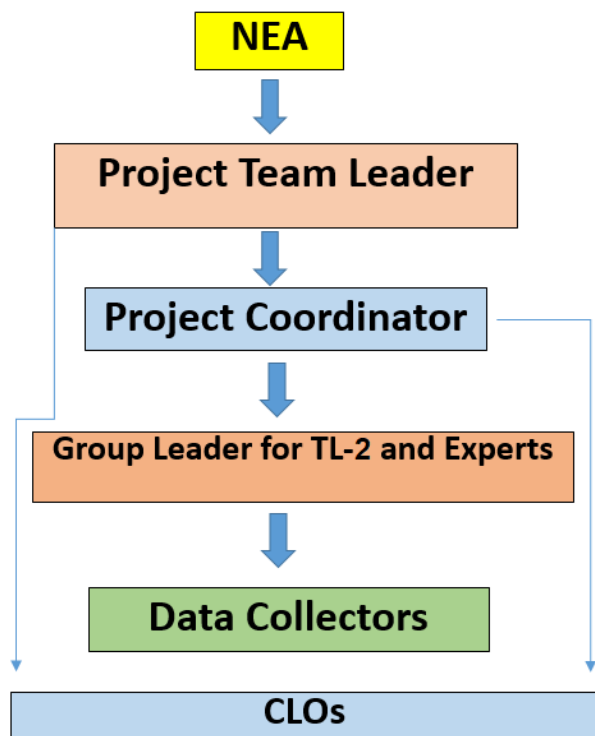 NEA
Project Team Leader
Project Coordinator
Group Leader for TL-2 and Experts
Data Collectors
CLOs